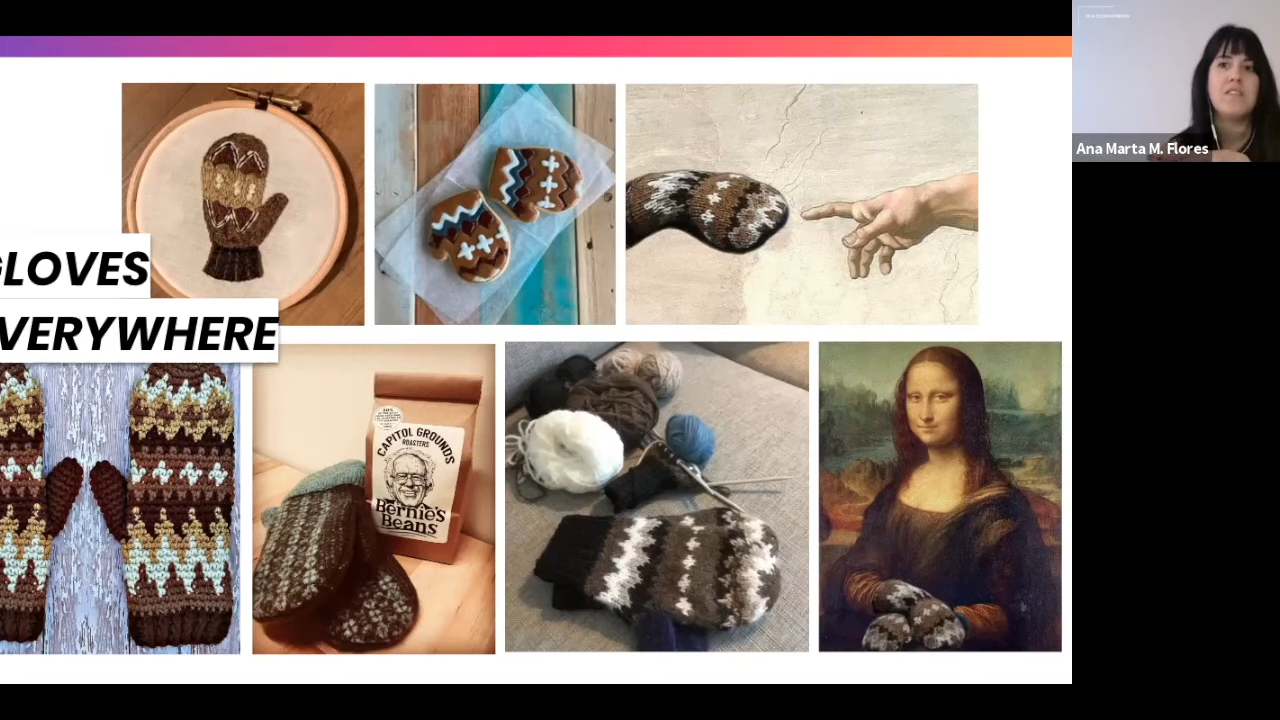 GLOVES
VERYWHERE
CAPITOL GROUNDS
ROASTERS
Bernie's
Beans
Ana Marta M. Flores